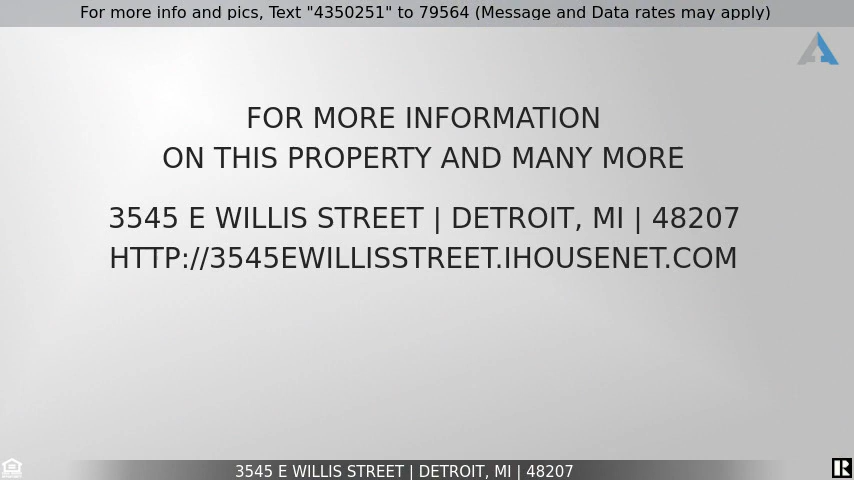 For more info and pics, Text "4350251" to 79564 (Message and Data rates may apply)
FOR MORE INFORMATION
ON THIS PROPERTY AND MANY MORE
3545 E WILLIS STREET | DETROIT, MI | 48207
HTTP://3545EWILLISSTREET.IHOUSENET.COM
3545 E WILLIS STREET | DETROIT, MI | 48207